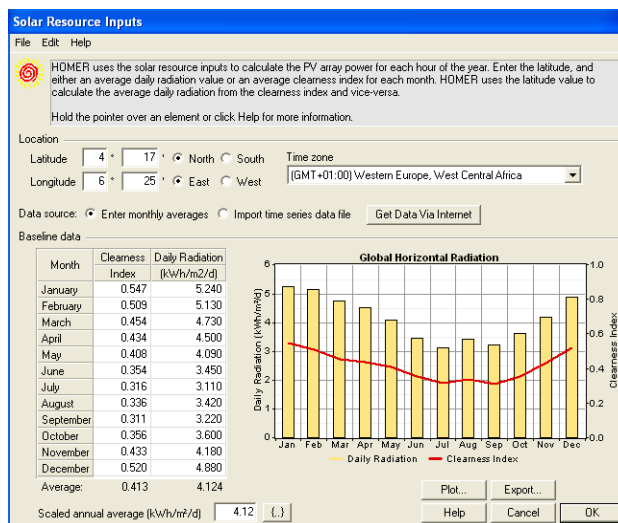 Solar Resource Inputs
File Edit Help
HOMER uses the solar resource inputs to calculate the PV array power for each hour of the year. Enter the latitude, and
either an average daily radiation value or an average clearness index for each month. HOMER uses the latitude value to
calculate the average daily radiation from the clearness index and vice-versa.
Hold the pointer over an element or click Help for more information.
Location
Latitude 4 ° 17 ' North South Time zone
Longitude 6 ° 25 ' East West (GMT+01:00) Western Europe, West Central Africa
Data source: Enter monthly averages Import time series data file Get Data Via Internet
Baseline data
Month Clearness Index Daily Radiation (kWh/m2/d)
January 0.547 5.240
February 0.509 5.130
March 0.454 4.730
April 0.434 4.500
May 0.408 4.090
June 0.354 3.450
July 0.316 3.110
August 0.336 3.420
September 0.311 3.220
October 0.356 3.600
November 0.433 4.180
December 0.520 4.880
Average: 0.413 4.124
Scaled annual average (kWh/m²/d) 4.12 {..}
Global Horizontal Radiation
Daily Radiation (kWh/m²/d)
6
5
4
3
2
1
0
Jan Feb Mar Apr May Jun Jul Aug Sep Oct Nov Dec
1.0
0.8
0.6
0.4
0.2
0.0
Clearness Index
Daily Radiation Clearness Index
Plot... Export...
Help Cancel OK